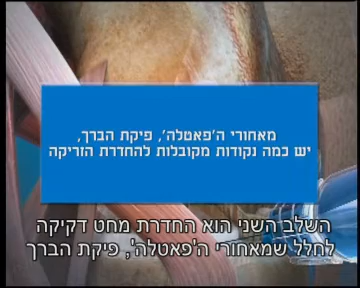 מאחורי ה'פאטלה', פיקת הברך,
יש כמה נקודות מקובלות להחדרת הזריקה
השלב השני הוא החדרת מחט דקיקה
לחלל שמאחורי ה'פאטלה', פיקת הברך